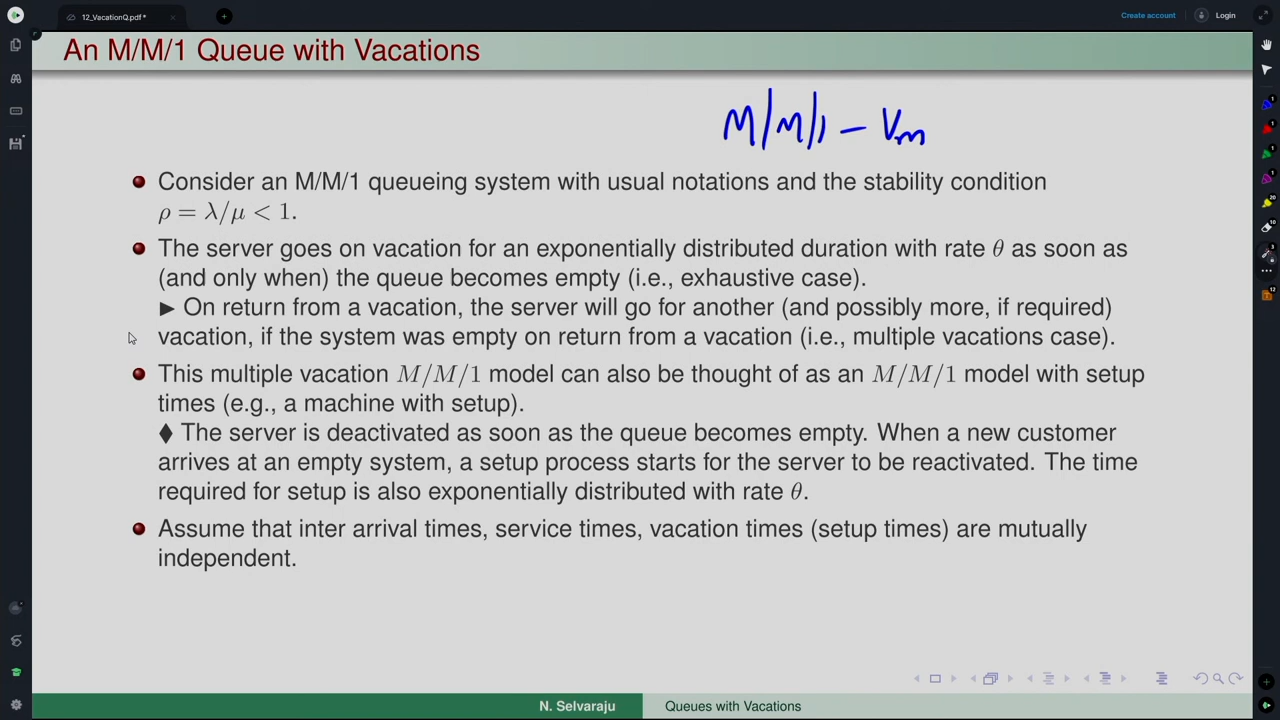 12_VacationQ.pdf*
Create account
Login
An M/M/1 Queue with Vacations
M/M/1 – Vm
Consider an M/M/1 queueing system with usual notations and the stability condition
ρ = λ/μ < 1.
The server goes on vacation for an exponentially distributed duration with rate θ as soon as
(and only when) the queue becomes empty (i.e., exhaustive case).
► On return from a vacation, the server will go for another (and possibly more, if required)
vacation, if the system was empty on return from a vacation (i.e., multiple vacations case).
This multiple vacation M/M/1 model can also be thought of as an M/M/1 model with setup
times (e.g., a machine with setup).
♦ The server is deactivated as soon as the queue becomes empty. When a new customer
arrives at an empty system, a setup process starts for the server to be reactivated. The time
required for setup is also exponentially distributed with rate θ.
Assume that inter arrival times, service times, vacation times (setup times) are mutually
independent.
N. Selvaraju
Queues with Vacations